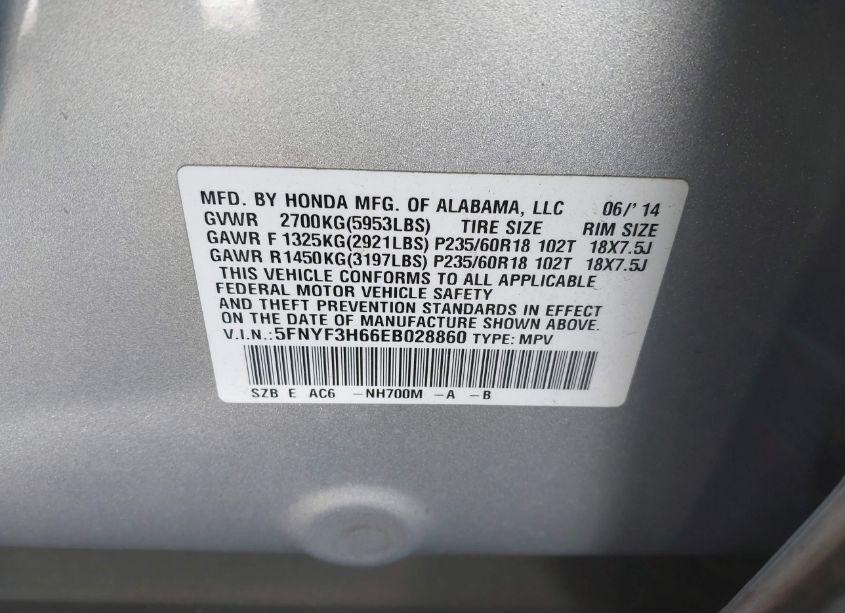 MFD. BY HONDA MFG. OF ALABAMA, LLC 06/' 14
GVWR 2700KG(5953LBS) TIRE SIZE RIM SIZE
GAWR F 1325KG(2921LBS) P235/60R18 102T 18X7.5J
GAWR R1450KG(3197LBS) P235/60R18 102T 18X7.5J
THIS VEHICLE CONFORMS TO ALL APPLICABLE
FEDERAL MOTOR VEHICLE SAFETY
AND THEFT PREVENTION STANDARDS IN EFFECT
ON THE DATE OF MANUFACTURE SHOWN ABOVE.
V.I.N.:5FNYF3H66EB028860 TYPE: MPV
SZB E AC6 -NH700M -A -B